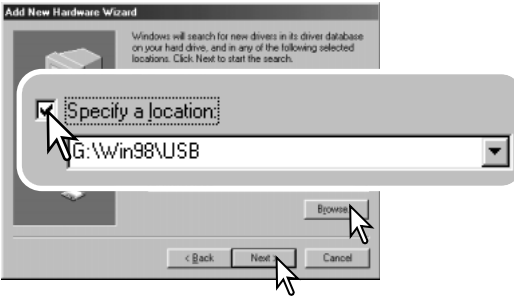 Add New Hardware Wizard
Windows will search for new drivers in its driver database
on your hard drive, and in any of the following selected
locations. Click Next to start the search.
Specify a location:
G:\Win98\USB
Browse
< Back Next > Cancel